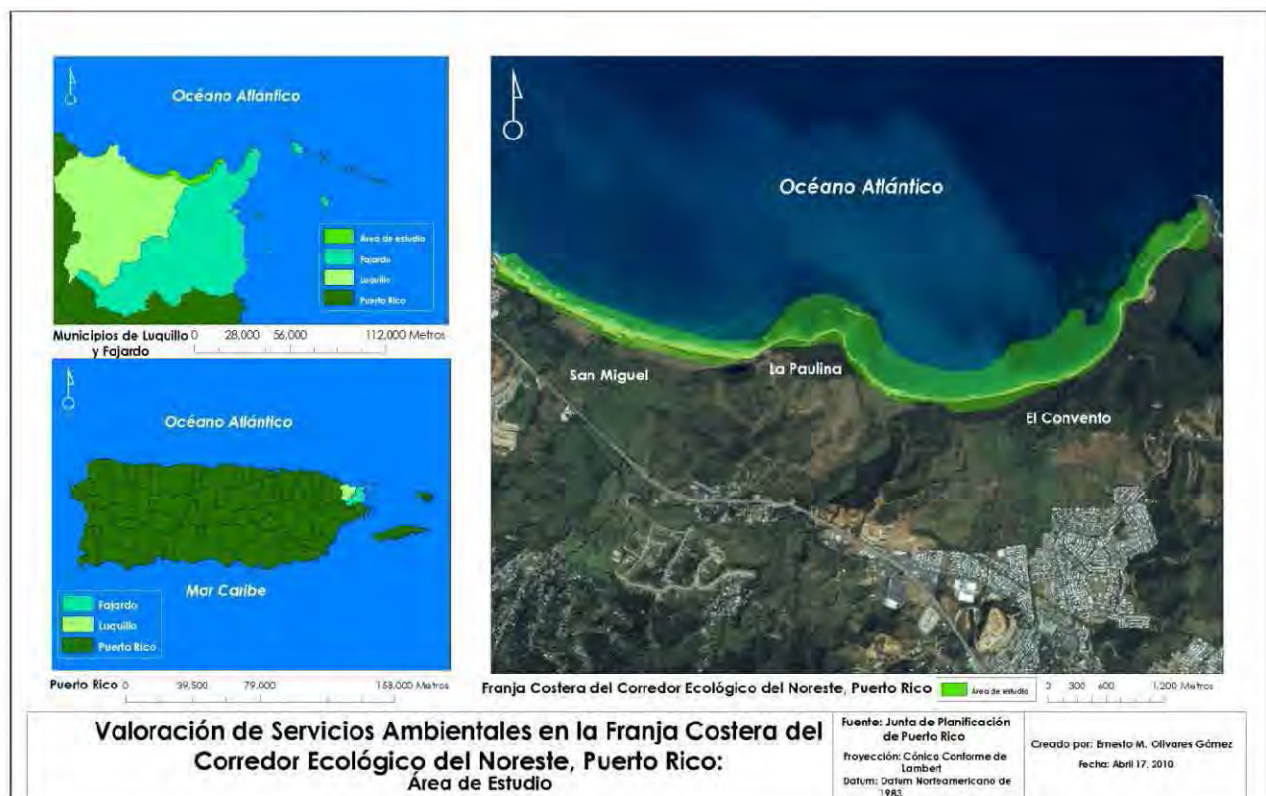 Océano Atlántico
Área de estudio
Fajardo
Luquillo
Puerto Rico
Municipios de Luquillo
y Fajardo
0 28,000 56,000 112,000 Metros
Océano Atlántico
Mar Caribe
Fajardo
Luquillo
Puerto Rico
Puerto Rico 0 39,500 79,000 158,000 Metros
Océano Atlántico
San Miguel
La Paulina
El Convento
Franja Costera del Corredor Ecológico del Noreste, Puerto Rico
Área de estudio
0 300 600 1,200 Metros
Valoración de Servicios Ambientales en la Franja Costera del
Corredor Ecológico del Noreste, Puerto Rico:
Área de Estudio
Fuente: Junta de Planificación
de Puerto Rico
Proyección: Cónica Conforme de
Lambert
Datum: Datum Norteamericano de
1983
Creado por: Ernesto M. Olivares Gómez
Fecha: Abril 17, 2010